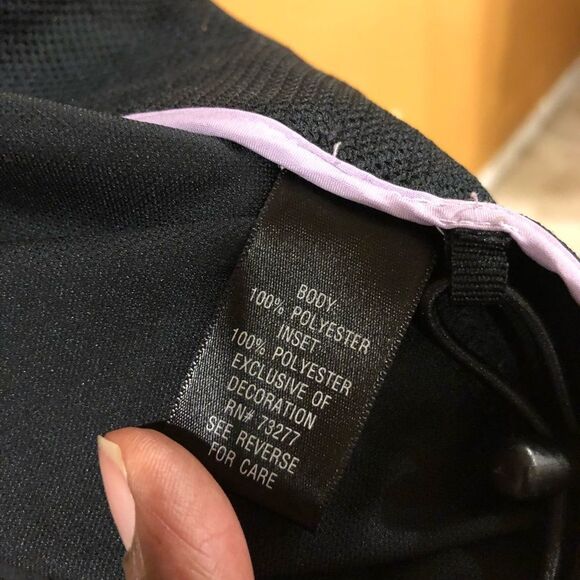 BODY:
100% POLYESTER
INSET
100% POLYESTER
EXCLUSIVE OF
DECORATION
RN# 73277
SEE REVERSE
FOR CARE